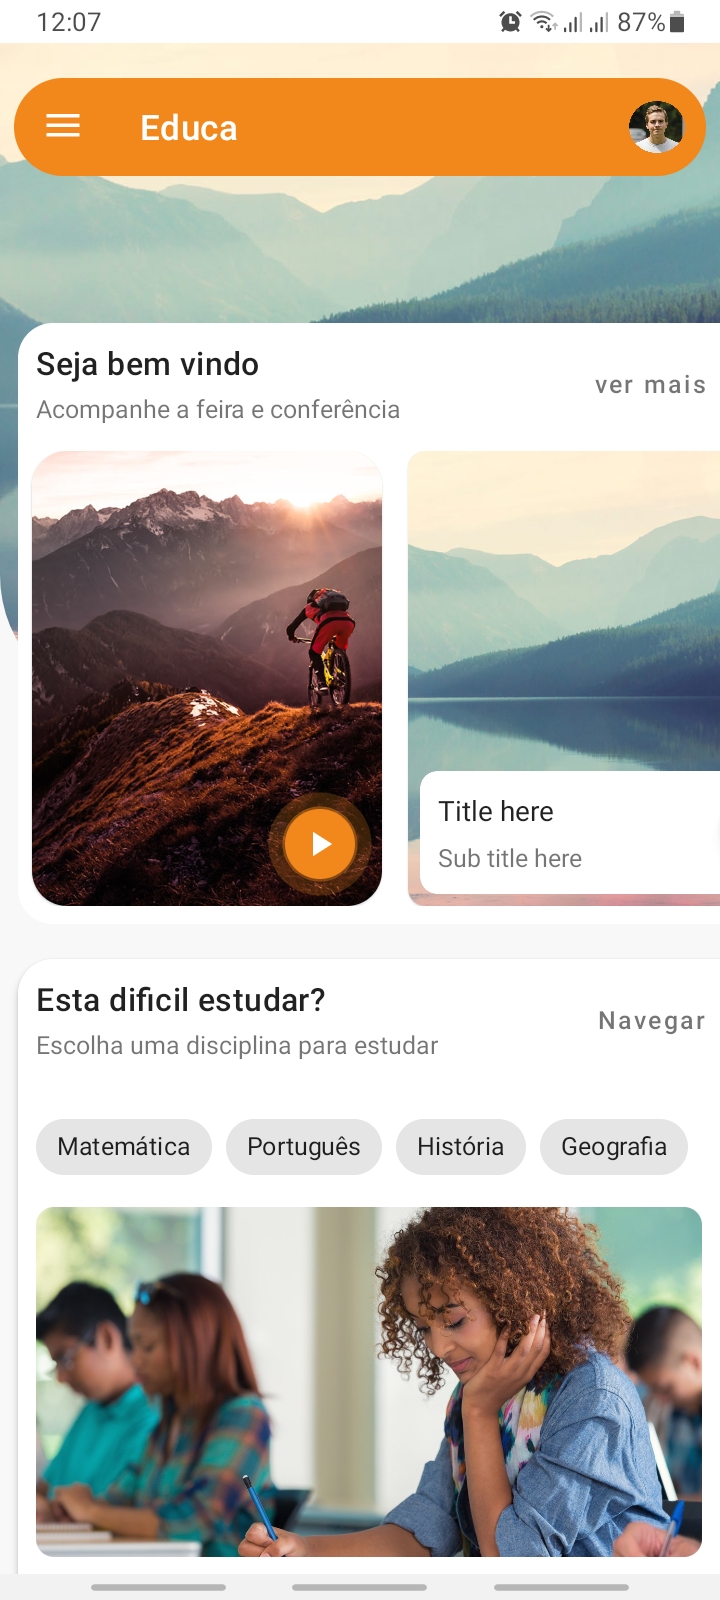 12:07
87%
Educa
Seja bem vindo
ver mais
Acompanhe a feira e conferência
Title here
Sub title here
Esta dificil estudar?
Navegar
Escolha uma disciplina para estudar
Matemática
Português
História
Geografia